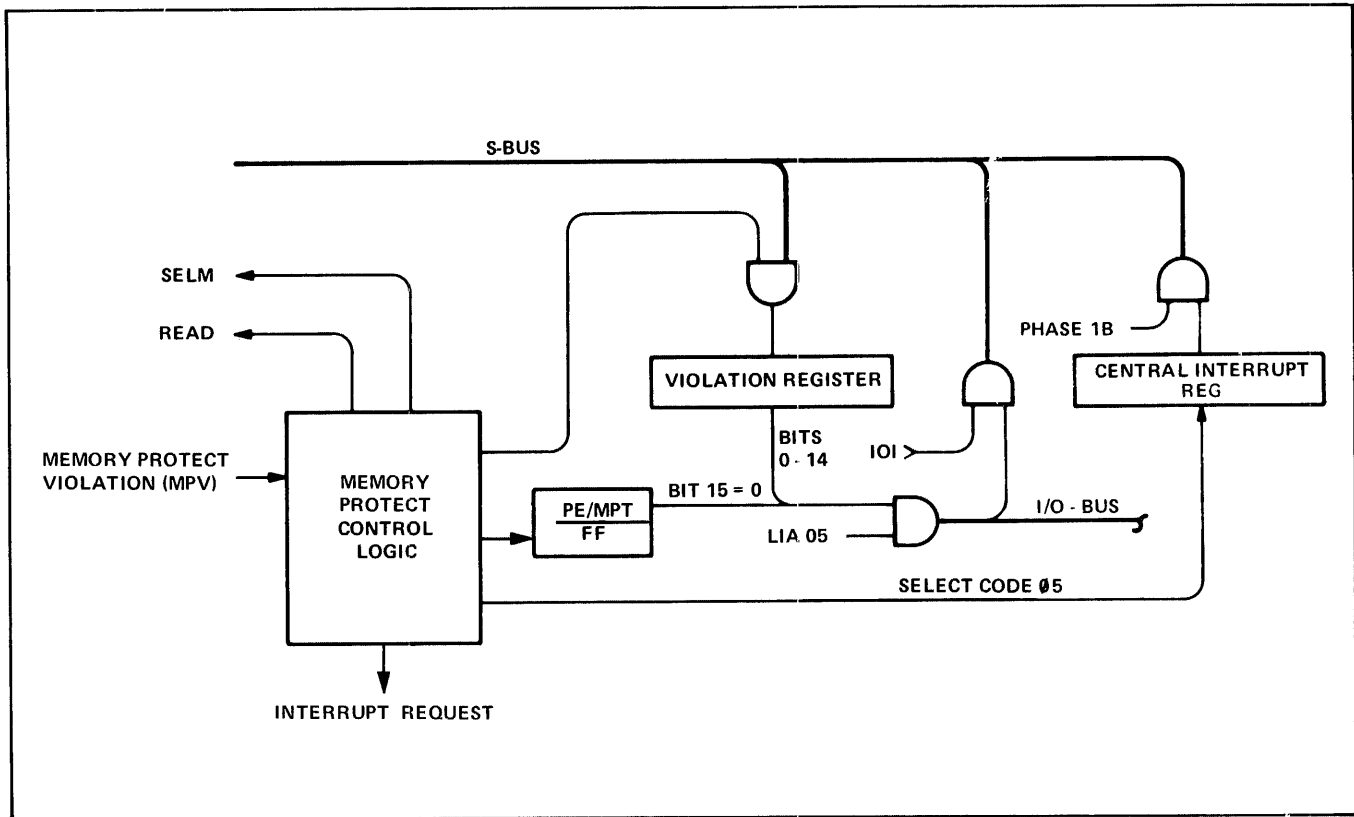 S-BUS
SELM
READ
PHASE 1B
VIOLATION REGISTER
CENTRAL INTERRUPT
REG
BITS
0 - 14
IOI
MEMORY PROTECT
VIOLATION (MPV)
MEMORY
PROTECT
CONTROL
LOGIC
PE/MPT
FF
BIT 15 = 0
LIA 05
I/O - BUS
SELECT CODE Ø5
INTERRUPT REQUEST